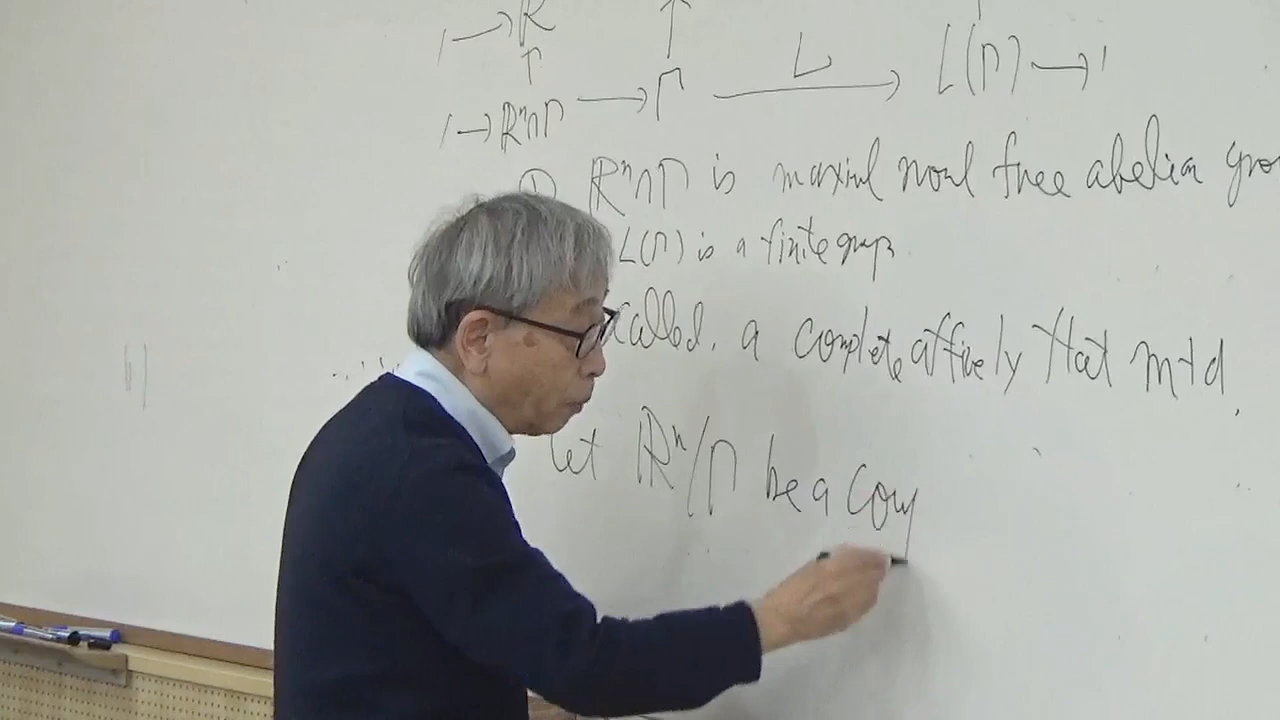 1 → R ↑
↑
1 → ℝⁿ∩Γ → Γ L → L(Γ) → 1
① ℝⁿ∩Γ is maximal norml free abelian gro
L(Γ) is a finite group
called. a complete affinely flat mfd.
Let ℝⁿ/Γ be a com